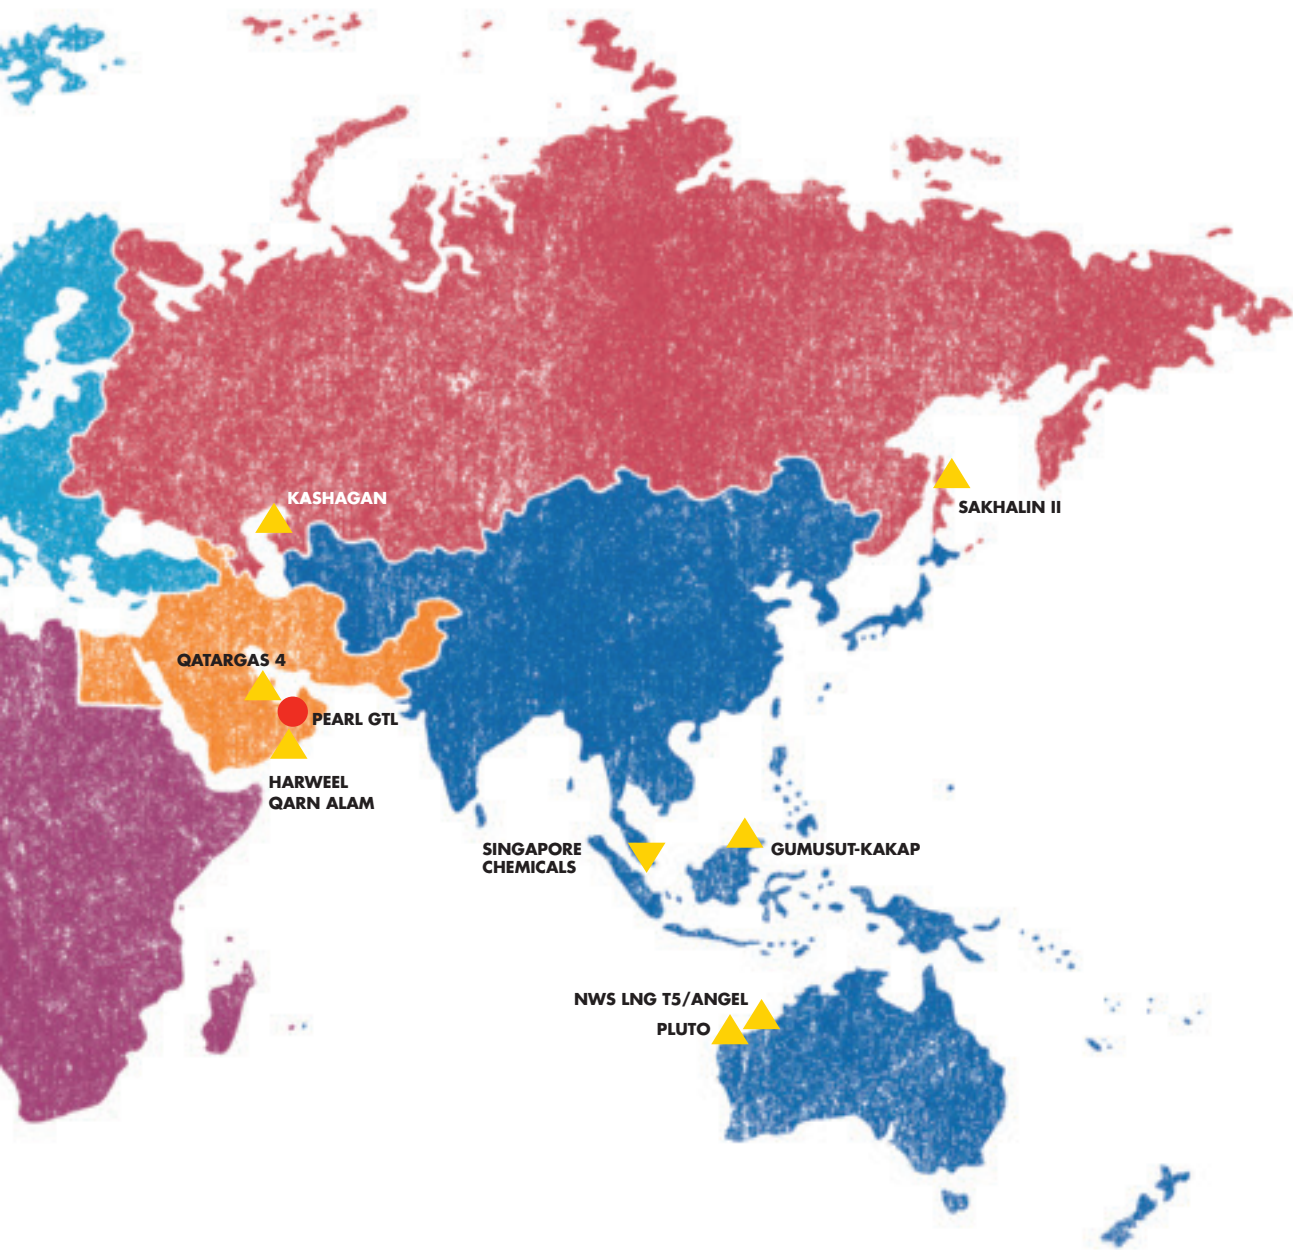 KASHAGAN
SAKHALIN II
QATARGAS 4
PEARL GTL
HARWEEL
QARN ALAM
SINGAPORE
CHEMICALS
GUMUSUT-KAKAP
NWS LNG T5/ANGEL
PLUTO